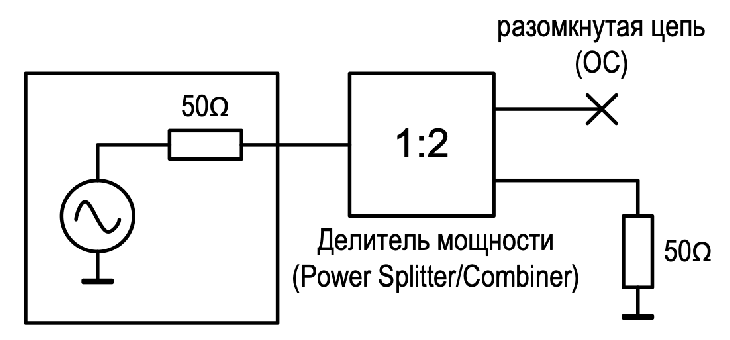 разомкнутая цепь
(OC)
50Ω
1:2
Делитель мощности
(Power Splitter/Combiner)
50Ω